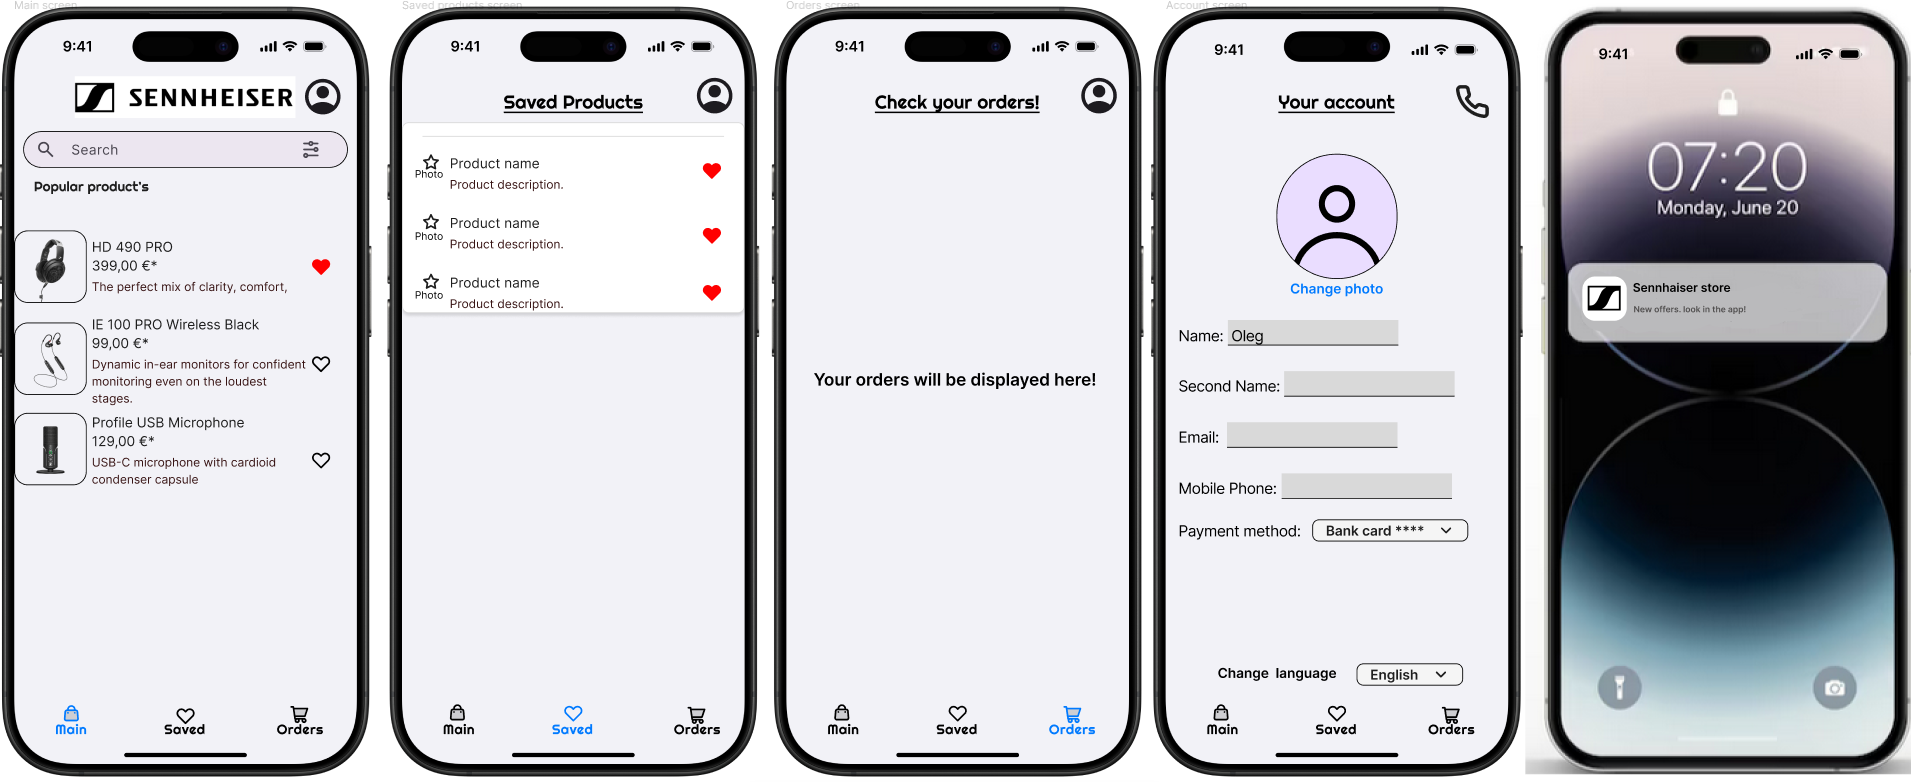 Main screen
9:41
SENNHEISER
Search
Popular product's
HD 490 PRO
399,00 €*
The perfect mix of clarity, comfort,
IE 100 PRO Wireless Black
99,00 €*
Dynamic in-ear monitors for confident
monitoring even on the loudest
stages.
Profile USB Microphone
129,00 €*
USB-C microphone with cardioid
condenser capsule
Main
Saved
Orders
Saved products screen
9:41
Saved Products
Photo
Product name
Product description.
Photo
Product name
Product description.
Photo
Product name
Product description.
Main
Saved
Orders
Orders screen
9:41
Check your orders!
Your orders will be displayed here!
Main
Saved
Orders
Account screen
9:41
Your account
Change photo
Name: Oleg
Second Name:
Email:
Mobile Phone:
Payment method: Bank card ****
Change language English
Main
Saved
Orders
9:41
07:20
Monday, June 20
Sennhaiser store
New offers. look in the app!